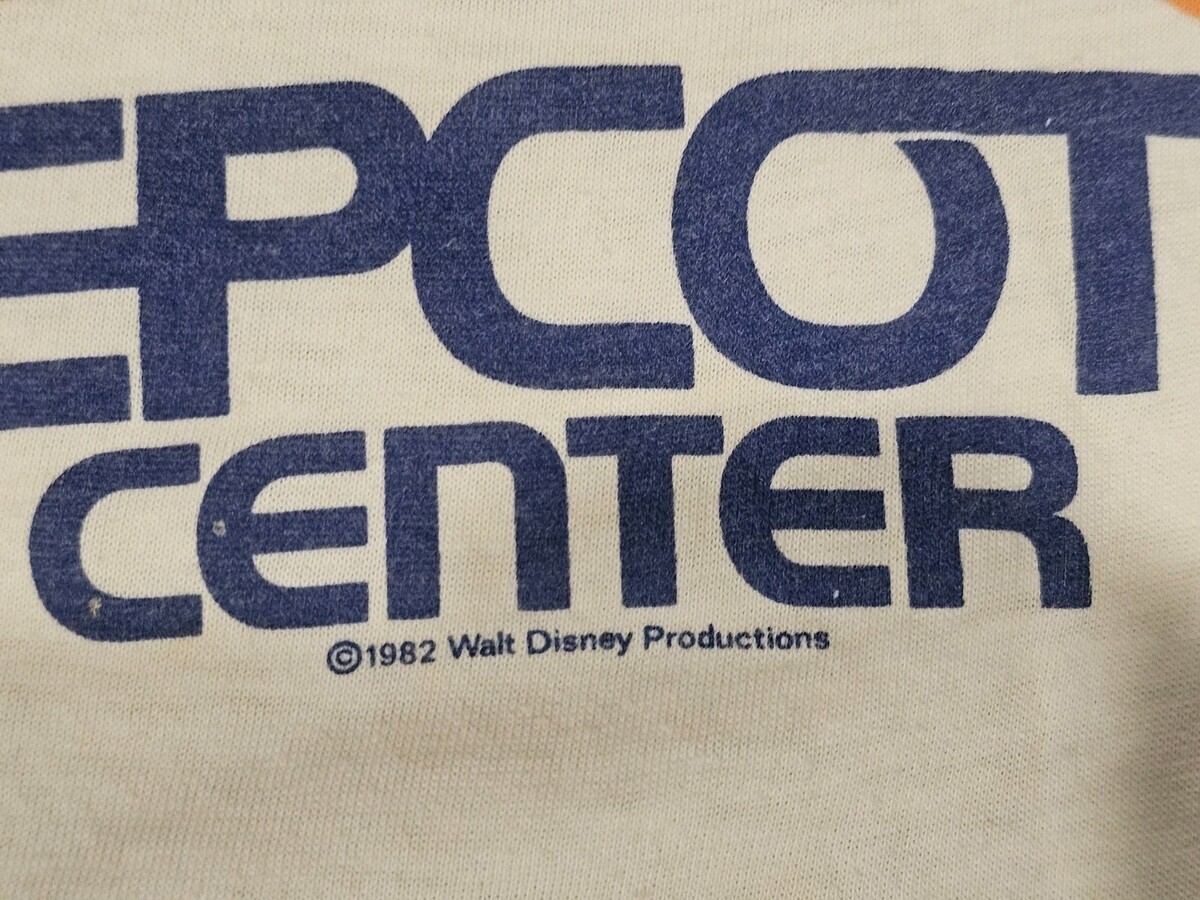 EPCOT
CENTER
©1982 Walt Disney Productions